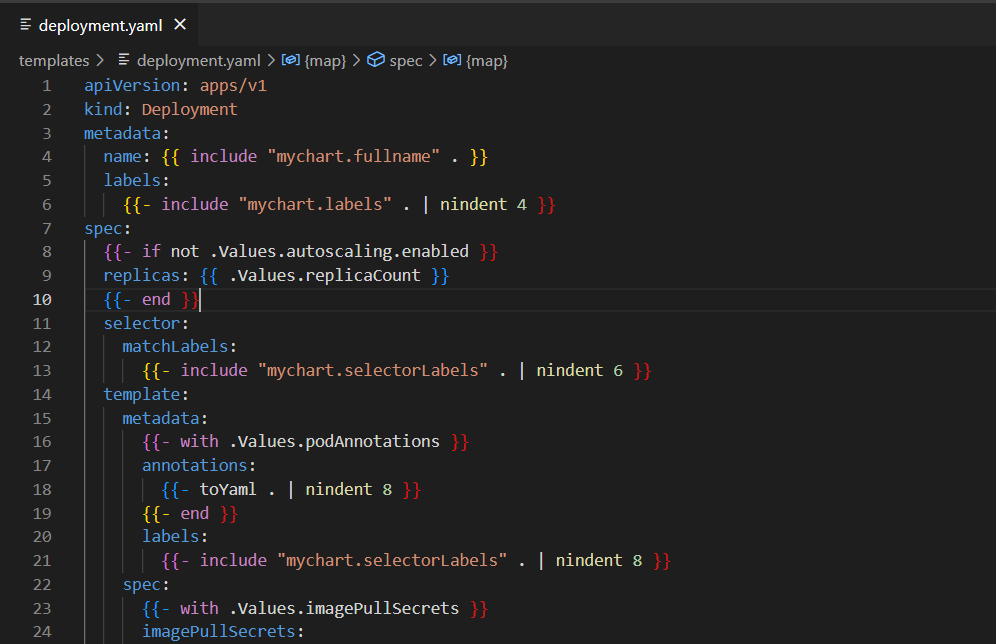 deployment.yaml
templates > deployment.yaml > {map} > spec > {map}
1 apiVersion: apps/v1
2 kind: Deployment
3 metadata:
4   name: {{ include "mychart.fullname" . }}
5   labels:
6     {{- include "mychart.labels" . | nindent 4 }}
7 spec:
8   {{- if not .Values.autoscaling.enabled }}
9   replicas: {{ .Values.replicaCount }}
10   {{- end }}
11   selector:
12     matchLabels:
13       {{- include "mychart.selectorLabels" . | nindent 6 }}
14   template:
15     metadata:
16       {{- with .Values.podAnnotations }}
17       annotations:
18         {{- toYaml . | nindent 8 }}
19       {{- end }}
20       labels:
21         {{- include "mychart.selectorLabels" . | nindent 8 }}
22     spec:
23       {{- with .Values.imagePullSecrets }}
24       imagePullSecrets: